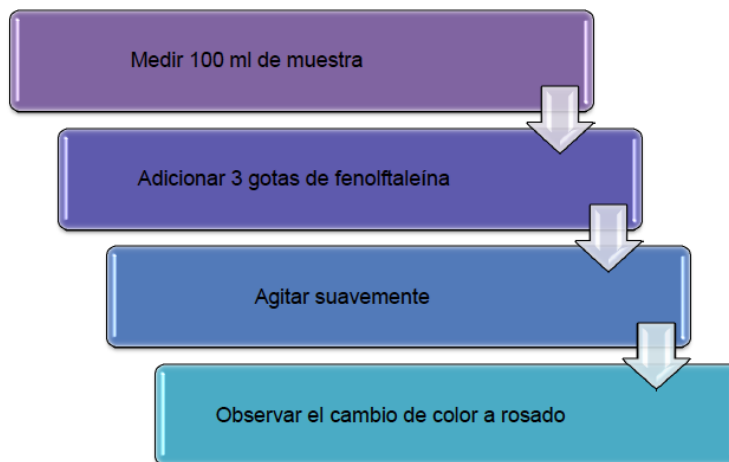 Medir 100 ml de muestra
Adicionar 3 gotas de fenolftaleína
Agitar suavemente
Observar el cambio de color a rosado